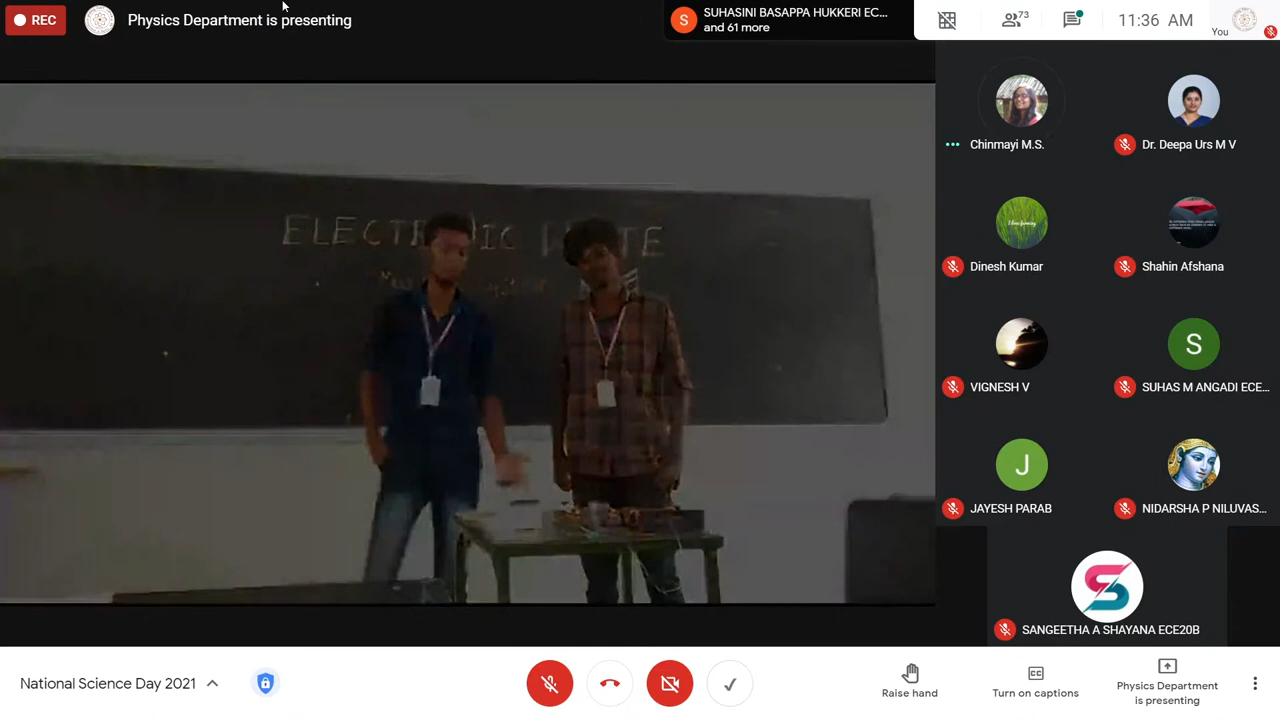 REC
Physics Department is presenting
S
SUHASINI BASAPPA HUKKERI EC...
and 61 more
73
11:36 AM
You
Chinmayi M.S.
Dr. Deepa Urs M V
Dinesh Kumar
Shahin Afshana
VIGNESH V
S
SUHAS M ANGADI ECE...
J
JAYESH PARAB
NIDARSHA P NILUVAS...
S
SANGEETHA A SHAYANA ECE20B
National Science Day 2021
Raise hand
CC
Turn on captions
Physics Department
is presenting